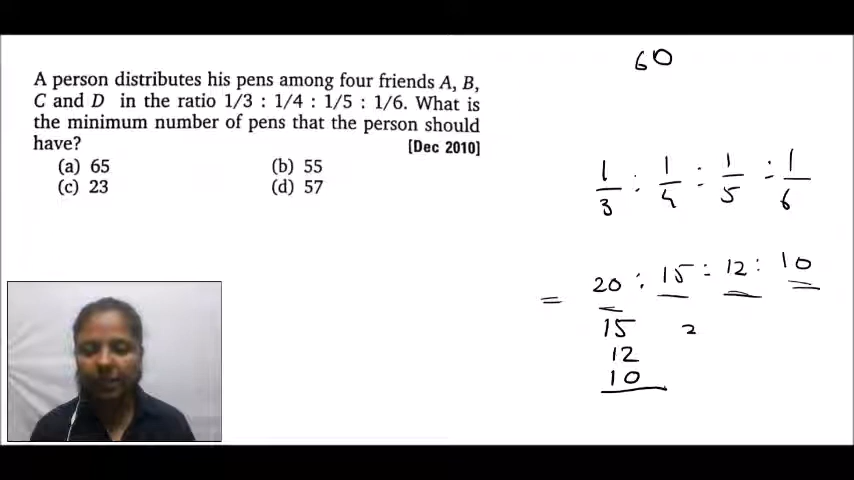 A person distributes his pens among four friends A, B,
C and D in the ratio 1/3 : 1/4 : 1/5 : 1/6. What is
the minimum number of pens that the person should
have? [Dec 2010]
(a) 65 (b) 55
(c) 23 (d) 57
60
1/3 : 1/4 : 1/5 : 1/6
= 20 : 15 : 12 : 10
15
12
10